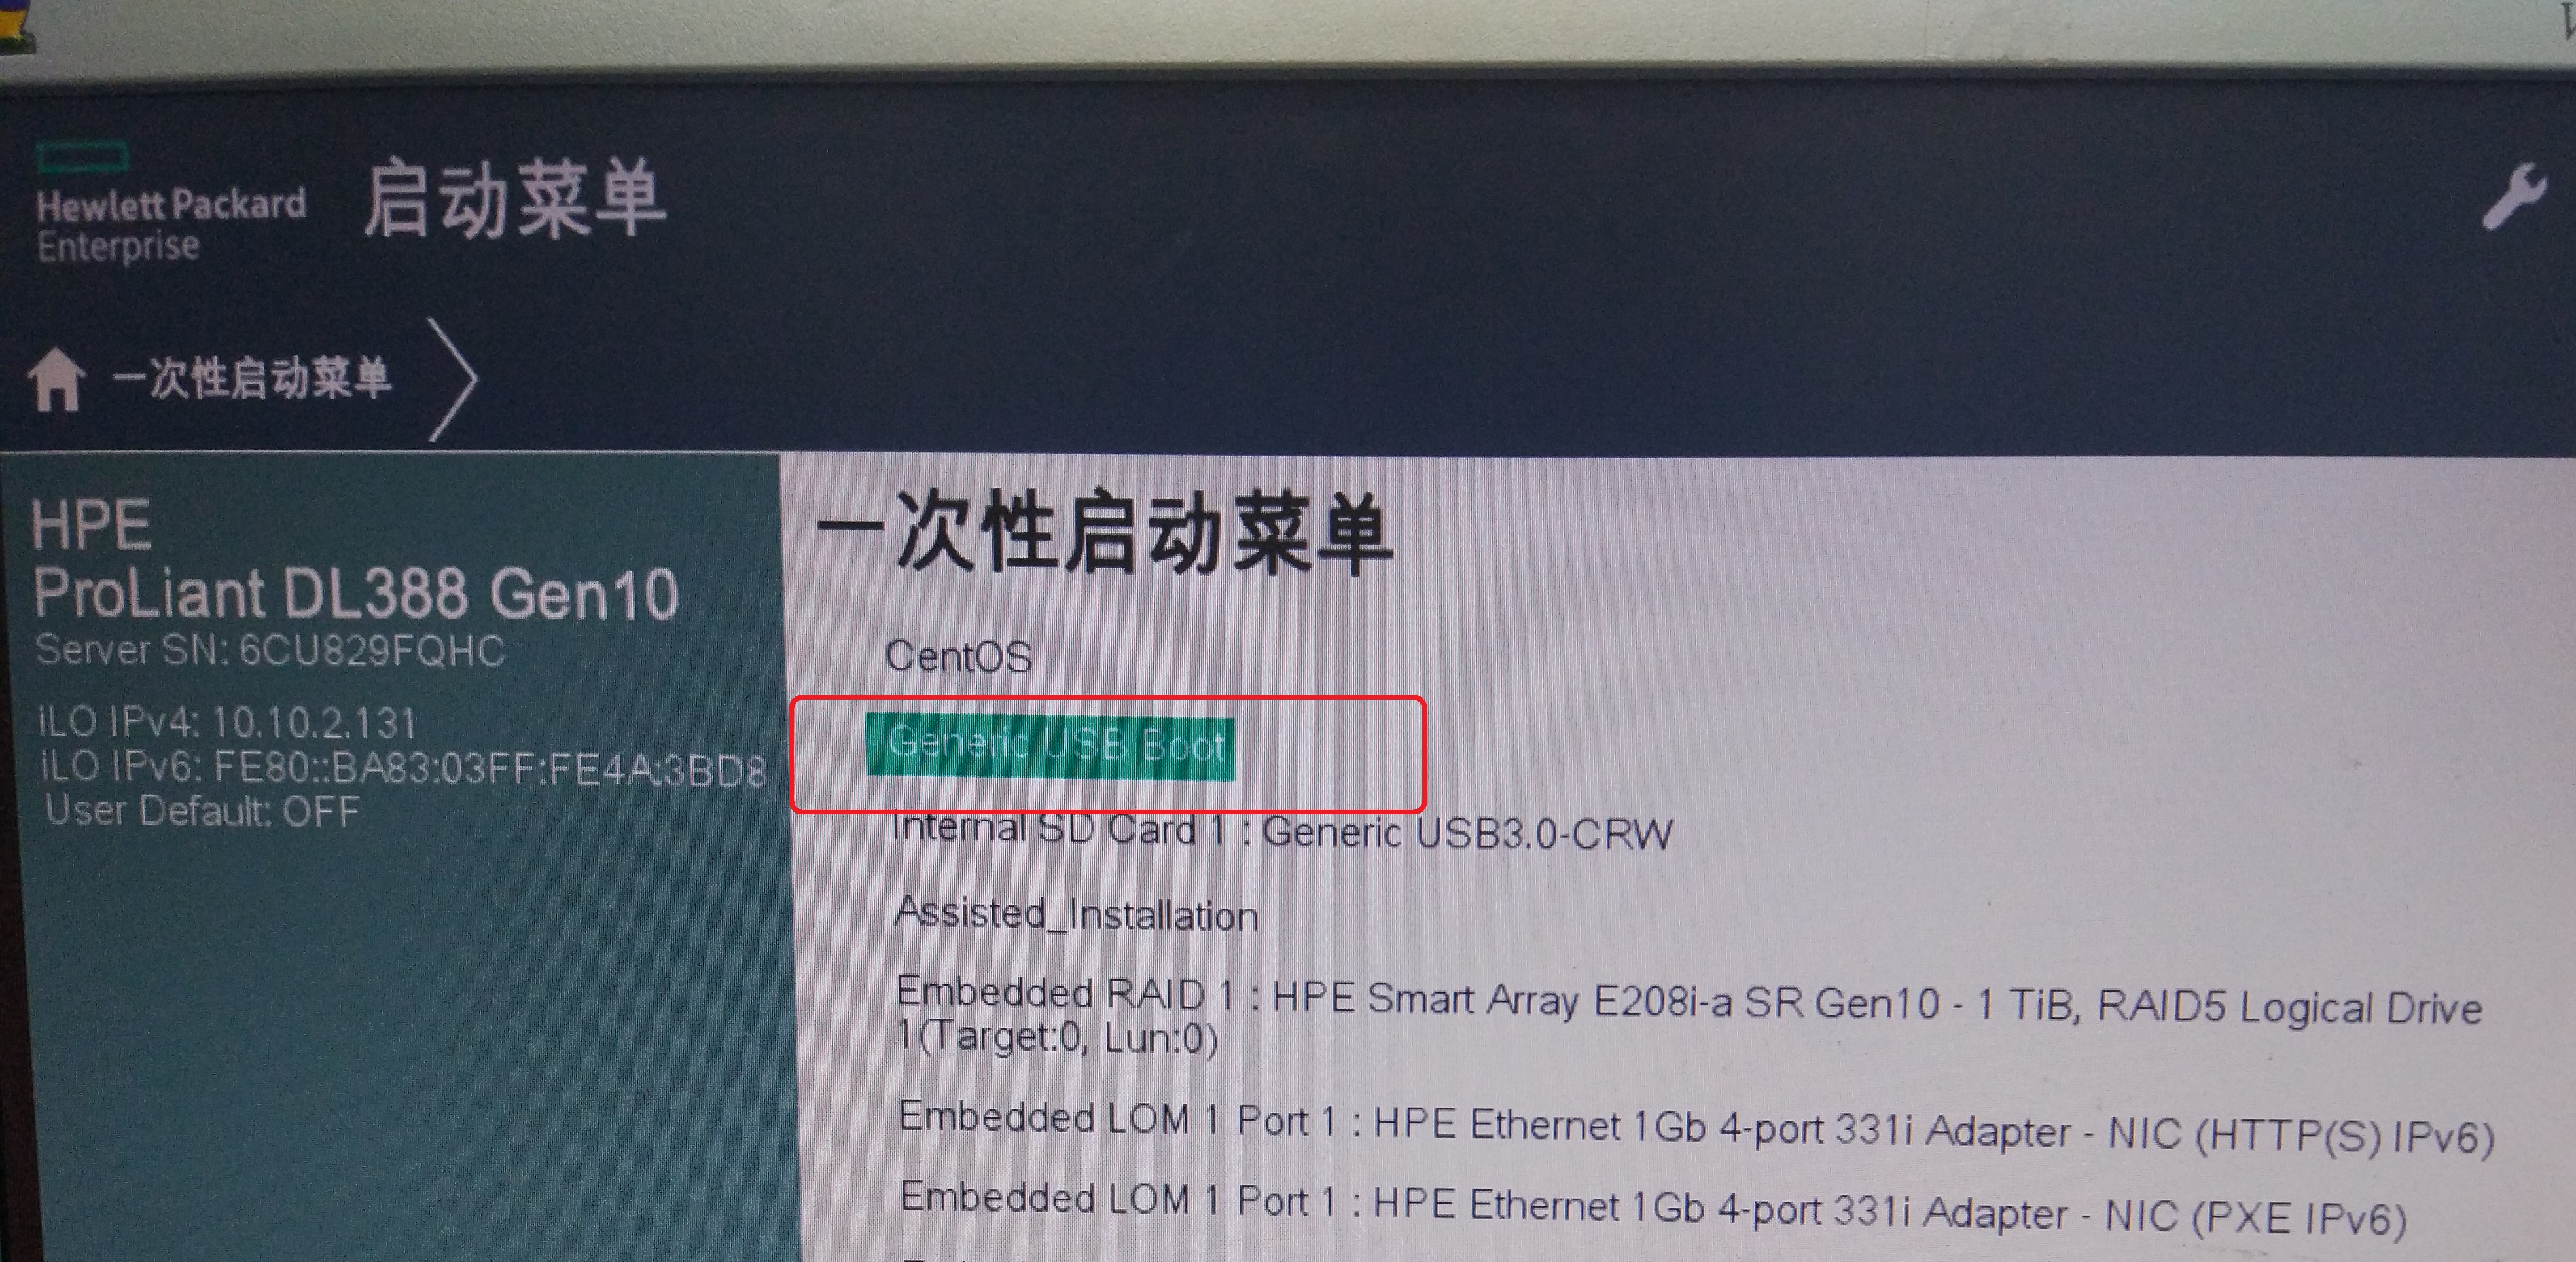 Hewlett Packard
Enterprise
启动菜单
一次性启动菜单
HPE
ProLiant DL388 Gen10
Server SN: 6CU829FQHC
iLO IPv4: 10.10.2.131
iLO IPv6: FE80::BA83:03FF:FE4A:3BD8
User Default: OFF
一次性启动菜单
CentOS
Generic USB Boot
Internal SD Card 1 : Generic USB3.0-CRW
Assisted_Installation
Embedded RAID 1 : HPE Smart Array E208i-a SR Gen10 - 1 TiB, RAID5 Logical Drive
1(Target:0, Lun:0)
Embedded LOM 1 Port 1 : HPE Ethernet 1Gb 4-port 331i Adapter - NIC (HTTP(S) IPv6)
Embedded LOM 1 Port 1 : HPE Ethernet 1Gb 4-port 331i Adapter - NIC (PXE IPv6)